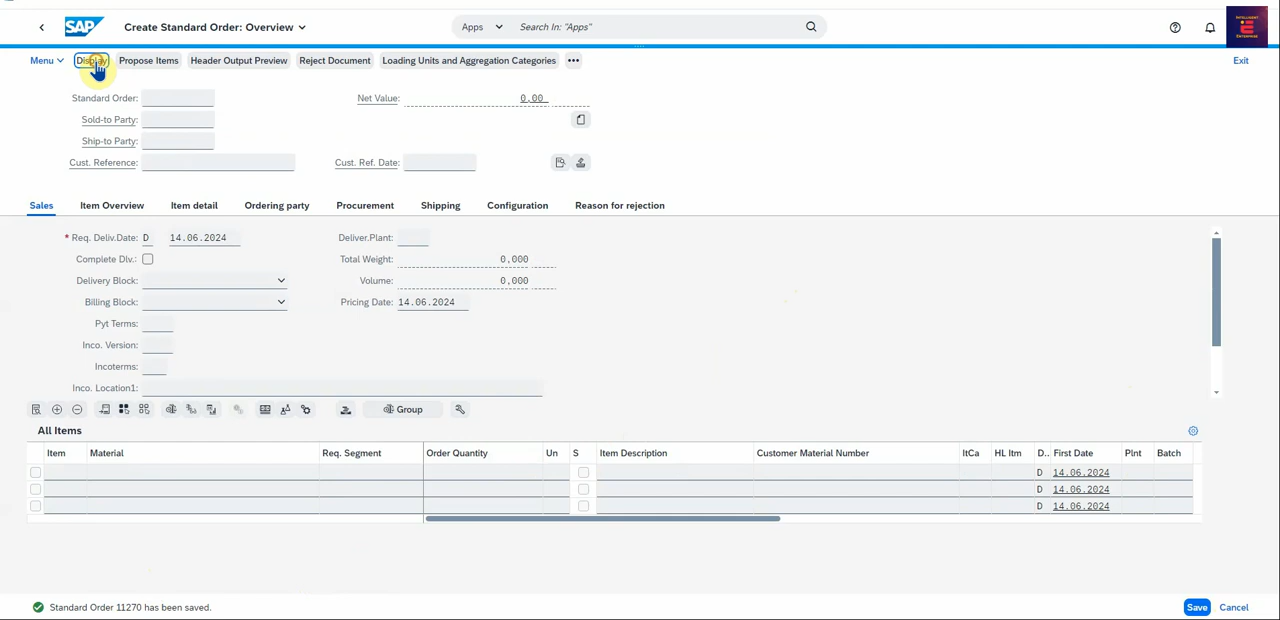 SAP Create Standard Order: Overview Apps Search In: "Apps" INTELLIGENT ENTERPRISE
Menu Display Propose Items Header Output Preview Reject Document Loading Units and Aggregation Categories ••• Exit
Standard Order: Net Value: 0,00
Sold-to Party:
Ship-to Party:
Cust. Reference: Cust. Ref. Date:
Sales Item Overview Item detail Ordering party Procurement Shipping Configuration Reason for rejection
* Req. Deliv.Date: D 14.06.2024 Deliver.Plant:
Complete Dlv.: Total Weight: 0,000
Delivery Block: Volume: 0,000
Billing Block: Pricing Date: 14.06.2024
Pyt Terms:
Inco. Version:
Incoterms:
Inco. Location1:
Group
All Items
Item Material Req. Segment Order Quantity Un S Item Description Customer Material Number ItCa HL Itm D.. First Date Plnt Batch
D 14.06.2024
D 14.06.2024
D 14.06.2024
Standard Order 11270 has been saved. Save Cancel